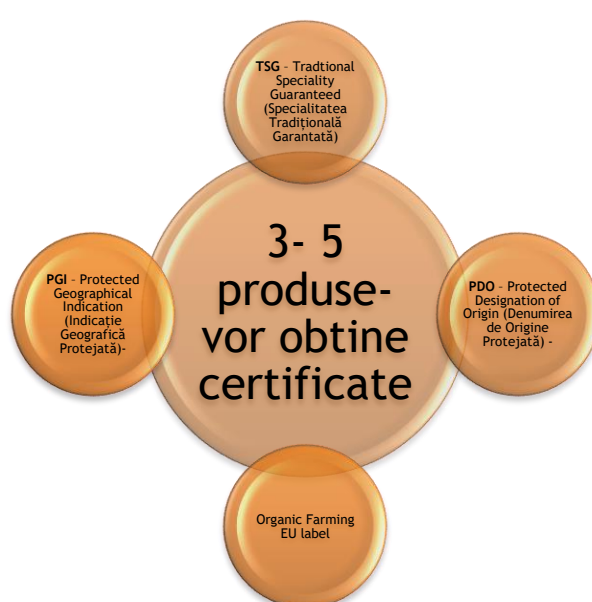 TSG - Tradtional
Speciality
Guaranteed
(Specialitatea
Tradițională
Garantată)
3- 5
produse-
vor obtine
certificate
PGI - Protected
Geographical
Indication
(Indicație
Geografică
Protejată)-
PDO - Protected
Designation of
Origin (Denumirea
de Origine
Protejată) -
Organic Farming
EU label